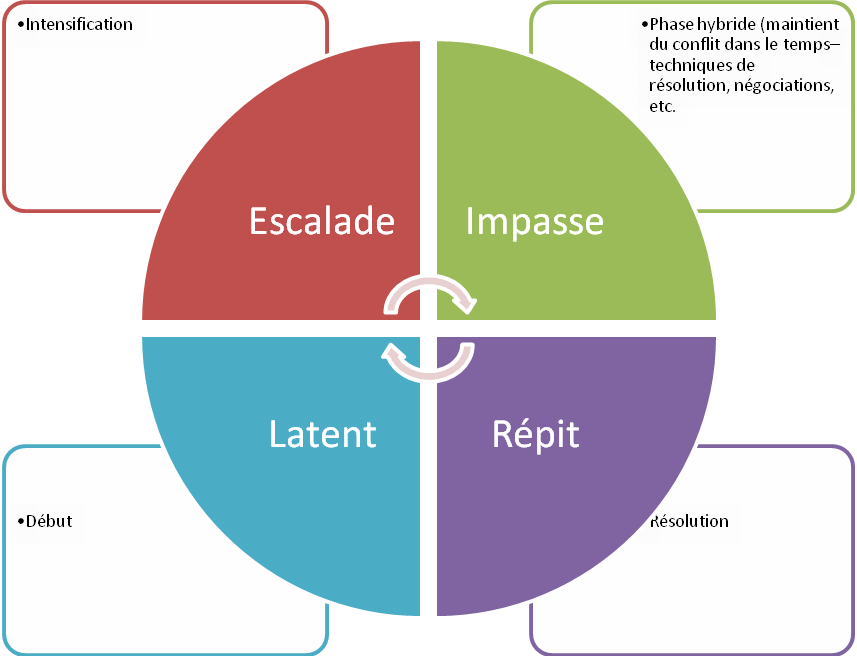 •Intensification
•Phase hybride (maintient
du conflit dans le temps–
techniques de
résolution, négociations,
etc.
Escalade
Impasse
Latent
Répit
•Début
Résolution